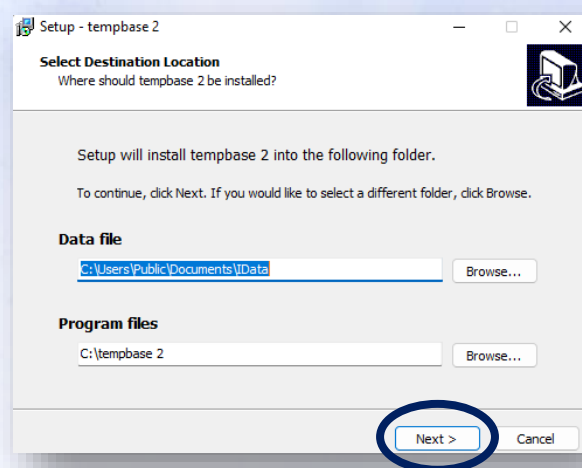 Setup - tempbase 2
Select Destination Location
Where should tempbase 2 be installed?
Setup will install tempbase 2 into the following folder.
To continue, click Next. If you would like to select a different folder, click Browse.
Data file
C:\Users\Public\Documents\IData
Browse...
Program files
C:\tempbase 2
Browse...
Next >
Cancel